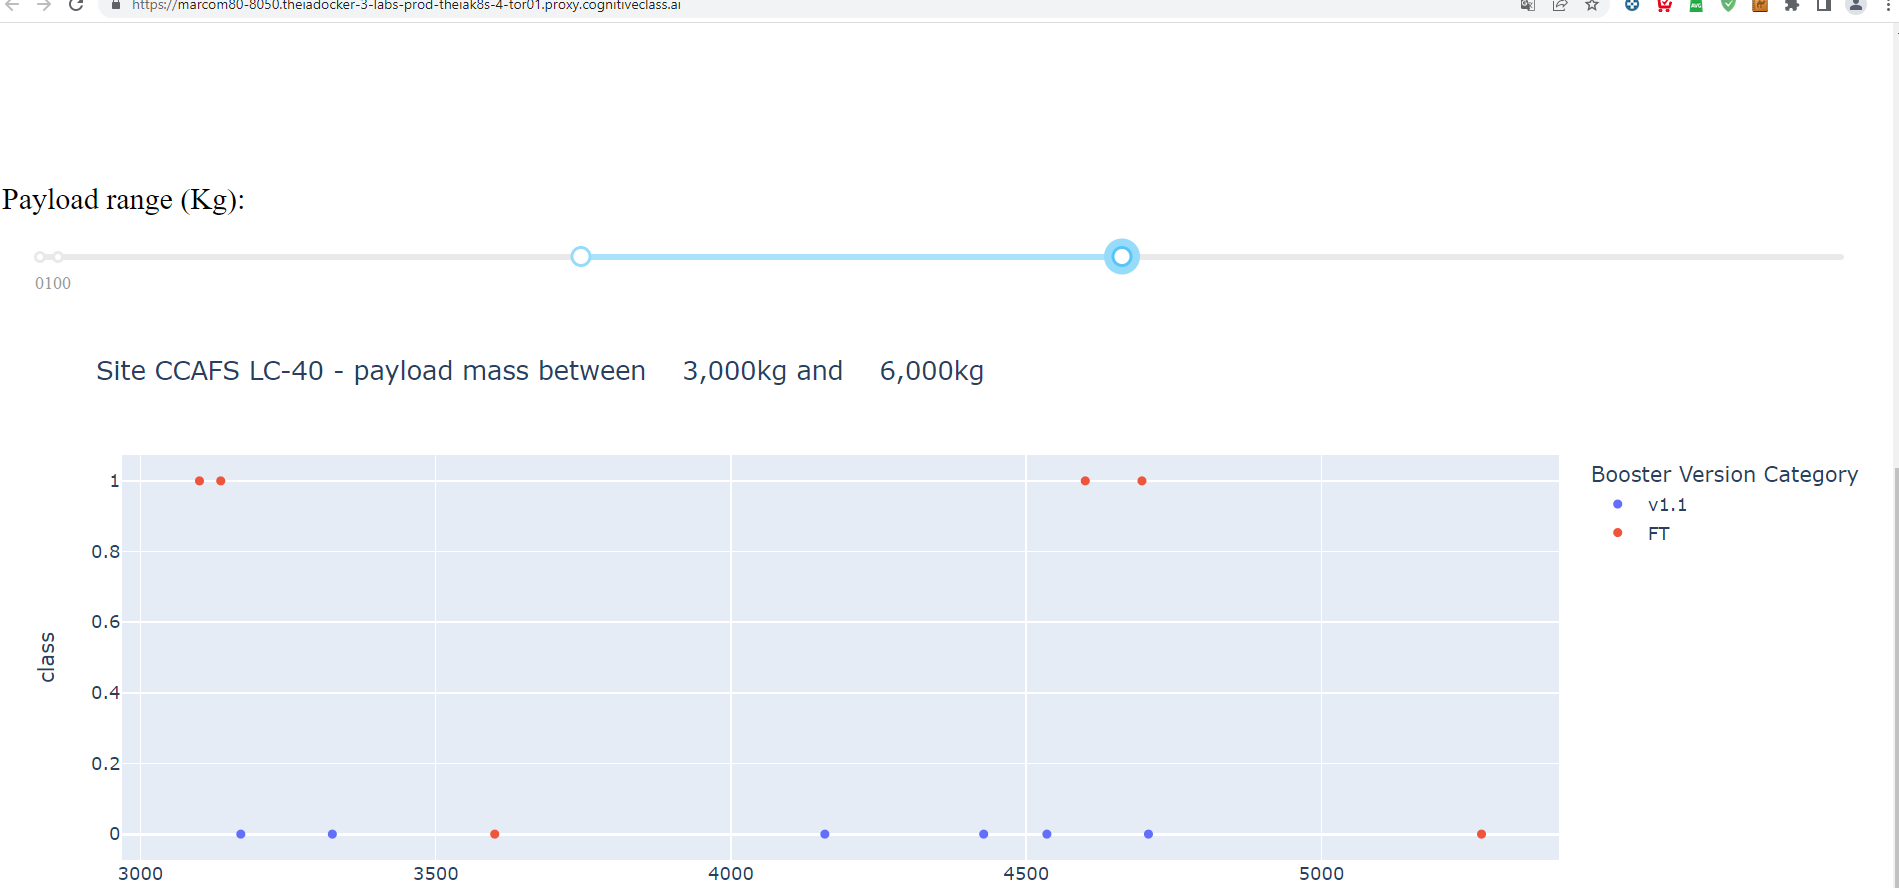 https://marcom80-8050.theiadocker-3-labs-prod-theiak8s-4-tor01.proxy.cognitiveclass.ai
AVG
Payload range (Kg):
0100
Site CCAFS LC-40 - payload mass between 3,000kg and 6,000kg
Booster Version Category
v1.1
FT
class
1
0.8
0.6
0.4
0.2
0
3000 3500 4000 4500 5000